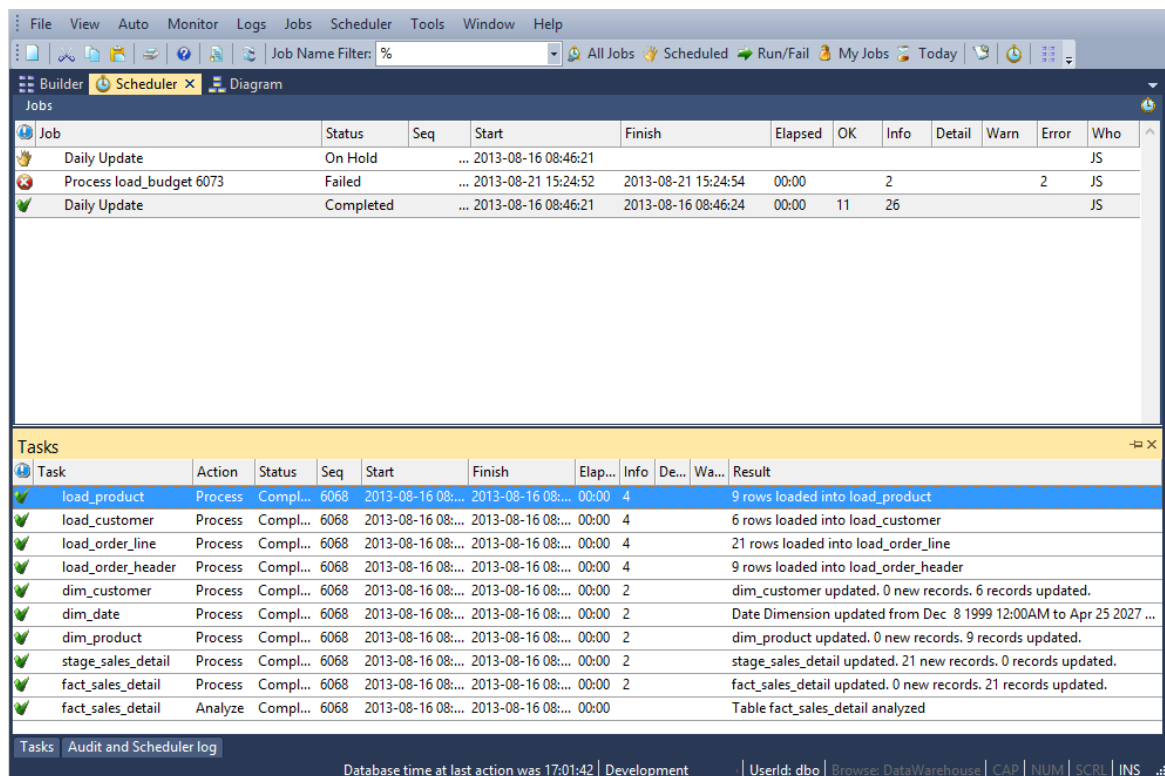 File View Auto Monitor Logs Jobs Scheduler Tools Window Help
Job Name Filter: % All Jobs Scheduled Run/Fail My Jobs Today
Builder Scheduler Diagram
Jobs
Job Status Seq Start Finish Elapsed OK Info Detail Warn Error Who
Daily Update On Hold ... 2013-08-16 08:46:21 JS
Process load_budget 6073 Failed ... 2013-08-21 15:24:52 2013-08-21 15:24:54 00:00 2 2 JS
Daily Update Completed ... 2013-08-16 08:46:21 2013-08-16 08:46:24 00:00 11 26 JS
Tasks
Task Action Status Seq Start Finish Elap... Info De... Wa... Result
load_product Process Compl... 6068 2013-08-16 08:... 2013-08-16 08:... 00:00 4 9 rows loaded into load_product
load_customer Process Compl... 6068 2013-08-16 08:... 2013-08-16 08:... 00:00 4 6 rows loaded into load_customer
load_order_line Process Compl... 6068 2013-08-16 08:... 2013-08-16 08:... 00:00 4 21 rows loaded into load_order_line
load_order_header Process Compl... 6068 2013-08-16 08:... 2013-08-16 08:... 00:00 4 9 rows loaded into load_order_header
dim_customer Process Compl... 6068 2013-08-16 08:... 2013-08-16 08:... 00:00 2 dim_customer updated. 0 new records. 6 records updated.
dim_date Process Compl... 6068 2013-08-16 08:... 2013-08-16 08:... 00:00 2 Date Dimension updated from Dec 8 1999 12:00AM to Apr 25 2027 ...
dim_product Process Compl... 6068 2013-08-16 08:... 2013-08-16 08:... 00:00 2 dim_product updated. 0 new records. 9 records updated.
stage_sales_detail Process Compl... 6068 2013-08-16 08:... 2013-08-16 08:... 00:00 2 stage_sales_detail updated. 21 new records. 0 records updated.
fact_sales_detail Process Compl... 6068 2013-08-16 08:... 2013-08-16 08:... 00:00 2 fact_sales_detail updated. 0 new records. 21 records updated.
fact_sales_detail Analyze Compl... 6068 2013-08-16 08:... 2013-08-16 08:... 00:00 Table fact_sales_detail analyzed
Tasks Audit and Scheduler log
Database time at last action was 17:01:42 Development UserId: dbo Browse: DataWarehouse CAP NUM SCRL INS